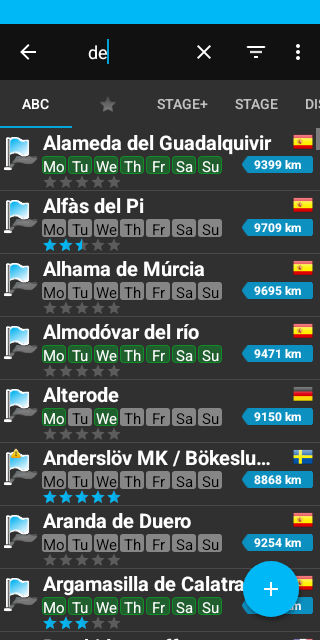 de
ABC STAGE+ STAGE DIS
Alameda del Guadalquivir
Mo Tu We Th Fr Sa Su 9399 km
Alfàs del Pi
Mo Tu We Th Fr Sa Su 9709 km
Alhama de Múrcia
Mo Tu We Th Fr Sa Su 9695 km
Almodóvar del río
Mo Tu We Th Fr Sa Su 9471 km
Alterode
Mo Tu We Th Fr Sa Su 9150 km
Anderslöv MK / Bökeslu...
Mo Tu We Th Fr Sa Su 8868 km
Aranda de Duero
Mo Tu We Th Fr Sa Su 9254 km
Argamasilla de Calatra
Mo Tu We Th Fr Sa Su